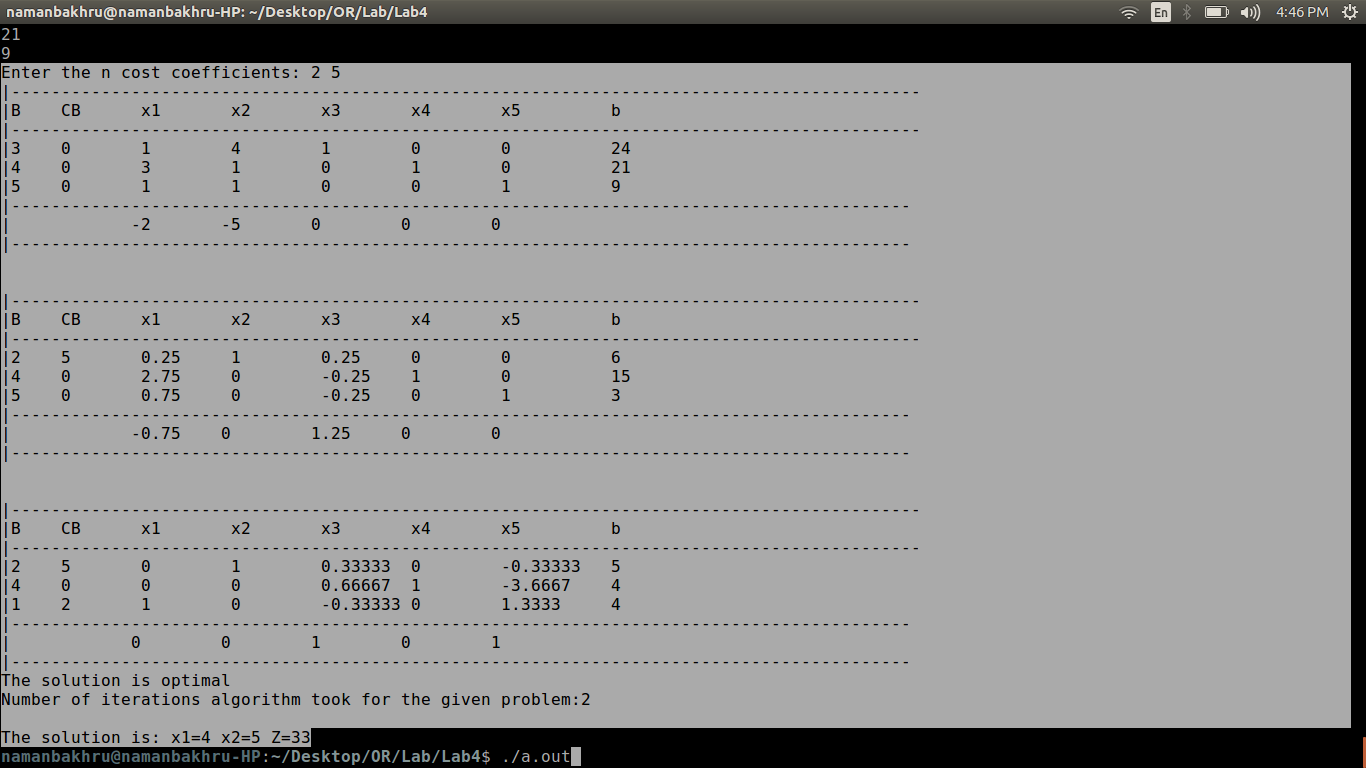 namanbakhru@namanbakhru-HP: ~/Desktop/OR/Lab/Lab4 En 4:46 PM
21
9
Enter the n cost coefficients: 2 5
|-------------------------------------------------------------------------------------------
|B CB x1 x2 x3 x4 x5 b
|-------------------------------------------------------------------------------------------
|3 0 1 4 1 0 0 24
|4 0 3 1 0 1 0 21
|5 0 1 1 0 0 1 9
|------------------------------------------------------------------------------------------
| -2 -5 0 0 0
|------------------------------------------------------------------------------------------
|-------------------------------------------------------------------------------------------
|B CB x1 x2 x3 x4 x5 b
|-------------------------------------------------------------------------------------------
|2 5 0.25 1 0.25 0 0 6
|4 0 2.75 0 -0.25 1 0 15
|5 0 0.75 0 -0.25 0 1 3
|------------------------------------------------------------------------------------------
| -0.75 0 1.25 0 0
|------------------------------------------------------------------------------------------
|-------------------------------------------------------------------------------------------
|B CB x1 x2 x3 x4 x5 b
|-------------------------------------------------------------------------------------------
|2 5 0 1 0.33333 0 -0.33333 5
|4 0 0 0 0.66667 1 -3.6667 4
|1 2 1 0 -0.33333 0 1.3333 4
|------------------------------------------------------------------------------------------
| 0 0 1 0 1
|------------------------------------------------------------------------------------------
The solution is optimal
Number of iterations algorithm took for the given problem:2
The solution is: x1=4 x2=5 Z=33
namanbakhru@namanbakhru-HP:~/Desktop/OR/Lab/Lab4$ ./a.out